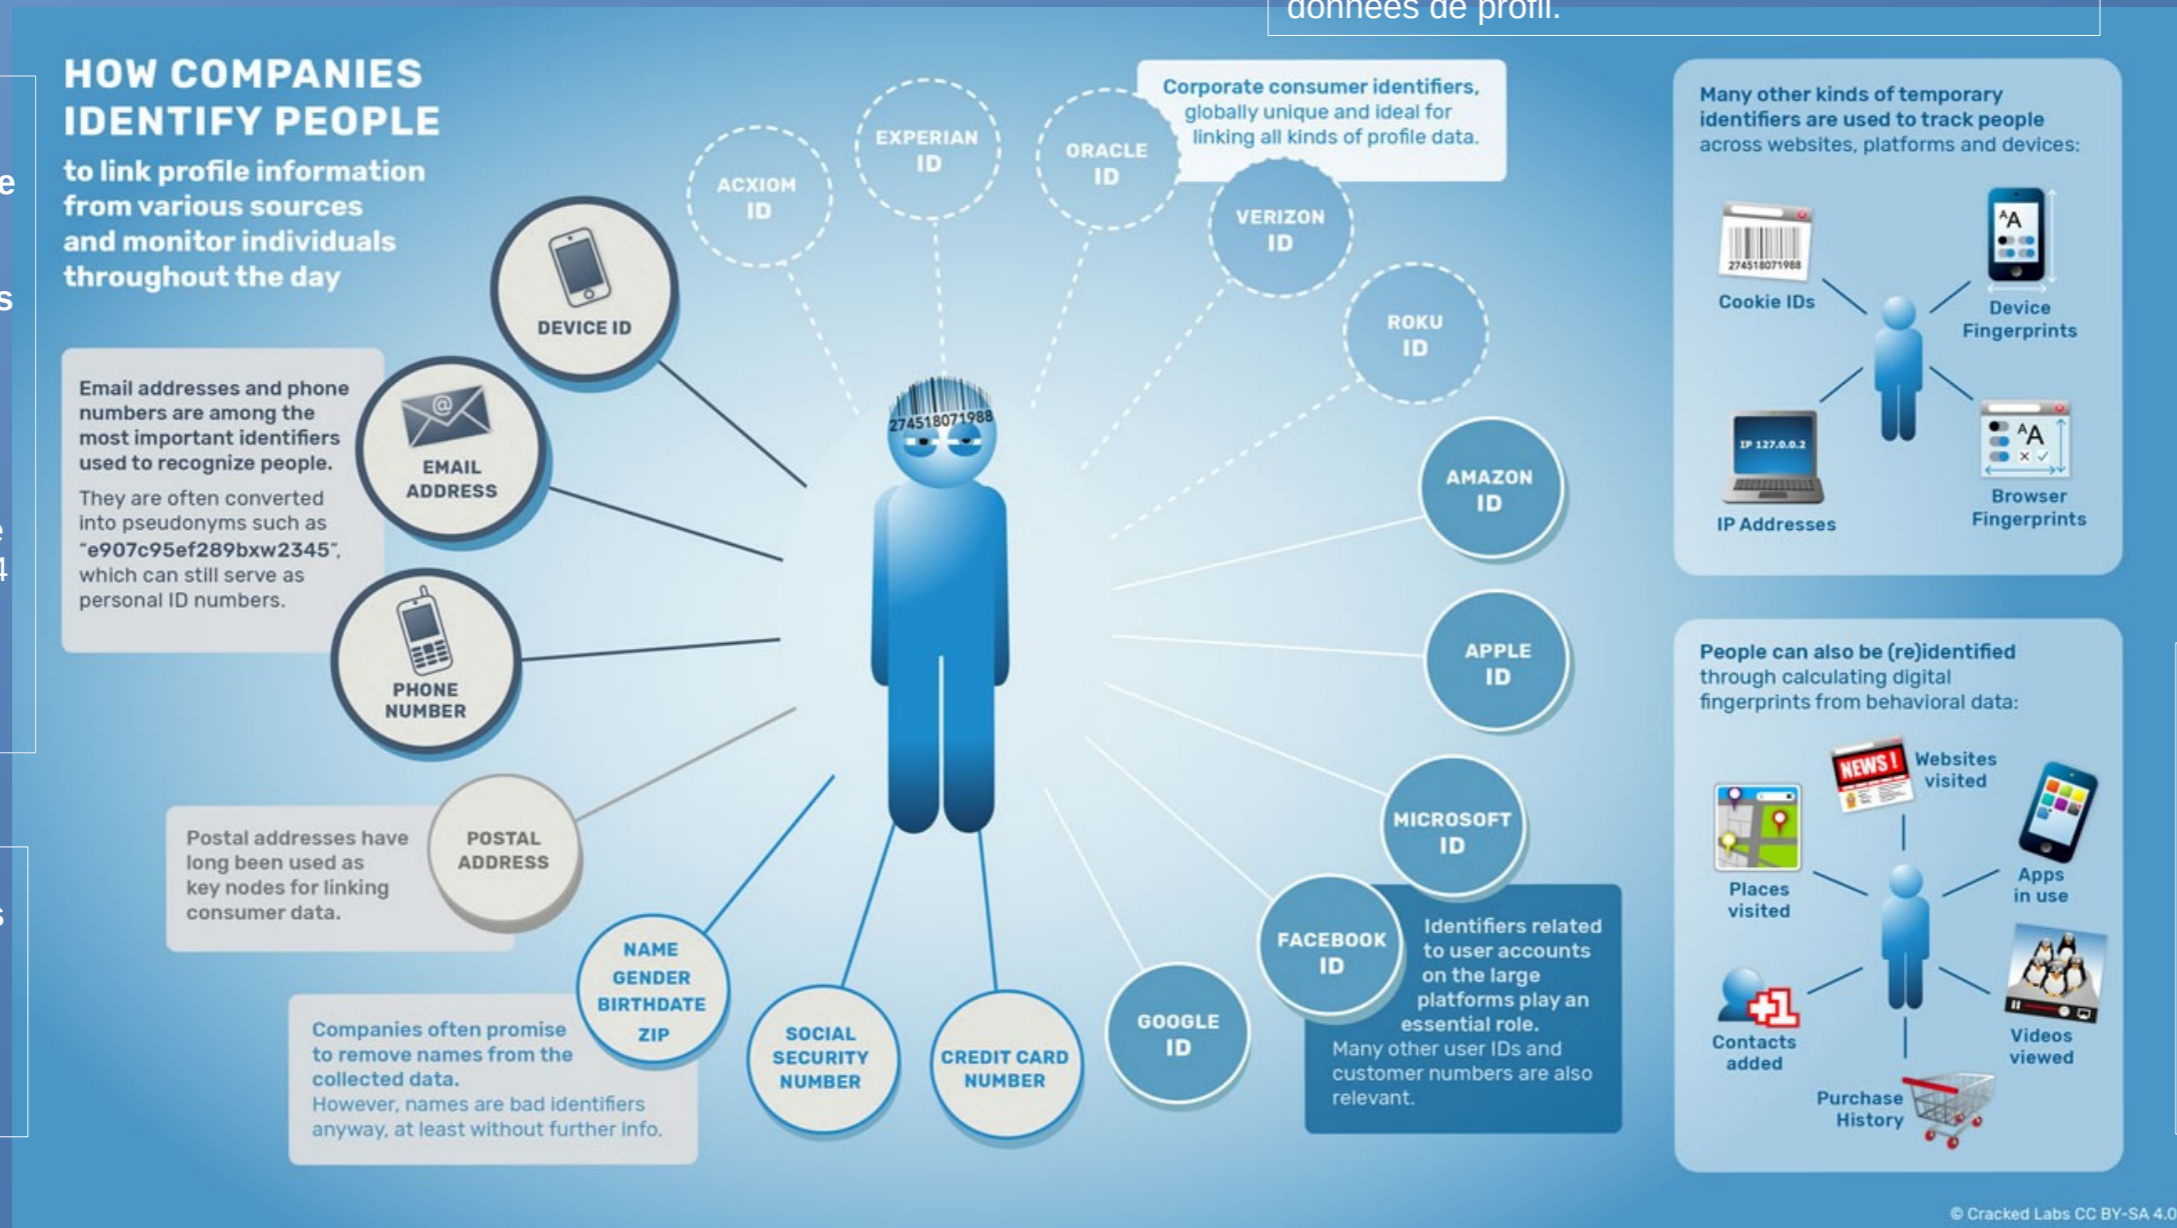 données de profil.
e
s
e
4
s
HOW COMPANIES
IDENTIFY PEOPLE
to link profile information
from various sources
and monitor individuals
throughout the day
DEVICE ID
Email addresses and phone
numbers are among the
most important identifiers
used to recognize people.
They are often converted
into pseudonyms such as
"e907c95ef289bxw2345",
which can still serve as
personal ID numbers.
@
EMAIL
ADDRESS
PHONE
NUMBER
Postal addresses have
long been used as
key nodes for linking
consumer data.
POSTAL
ADDRESS
Companies often promise
to remove names from the
collected data.
However, names are bad identifiers
anyway, at least without further info.
NAME
GENDER
BIRTHDATE
ZIP
SOCIAL
SECURITY
NUMBER
CREDIT CARD
NUMBER
274518071988
ACXIOM
ID
EXPERIAN
ID
ORACLE
ID
Corporate consumer identifiers,
globally unique and ideal for
linking all kinds of profile data.
VERIZON
ID
ROKU
ID
AMAZON
ID
APPLE
ID
MICROSOFT
ID
FACEBOOK
ID
GOOGLE
ID
Identifiers related
to user accounts
on the large
platforms play an
essential role.
Many other user IDs and
customer numbers are also
relevant.
Many other kinds of temporary
identifiers are used to track people
across websites, platforms and devices:
274518071988
Cookie IDs
AA
Device
Fingerprints
IP 127.0.0.2
IP Addresses
AA
Browser
Fingerprints
People can also be (re)identified
through calculating digital
fingerprints from behavioral data:
NEWS!
Websites
visited
Places
visited
Apps
in use
+1
Contacts
added
Videos
viewed
Purchase
History
© Cracked Labs CC BY-SA 4.0